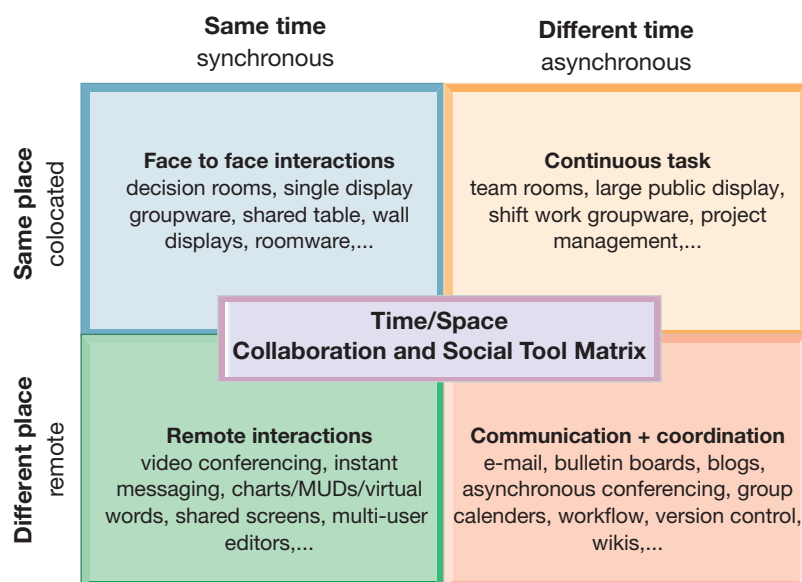 Same time
synchronous
Different time
asynchronous
Same place
colocated
Face to face interactions
decision rooms, single display
groupware, shared table, wall
displays, roomware,...
Continuous task
team rooms, large public display,
shift work groupware, project
management,...
Time/Space
Collaboration and Social Tool Matrix
Different place
remote
Remote interactions
video conferencing, instant
messaging, charts/MUDs/virtual
words, shared screens, multi-user
editors,...
Communication + coordination
e-mail, bulletin boards, blogs,
asynchronous conferencing, group
calenders, workflow, version control,
wikis,...